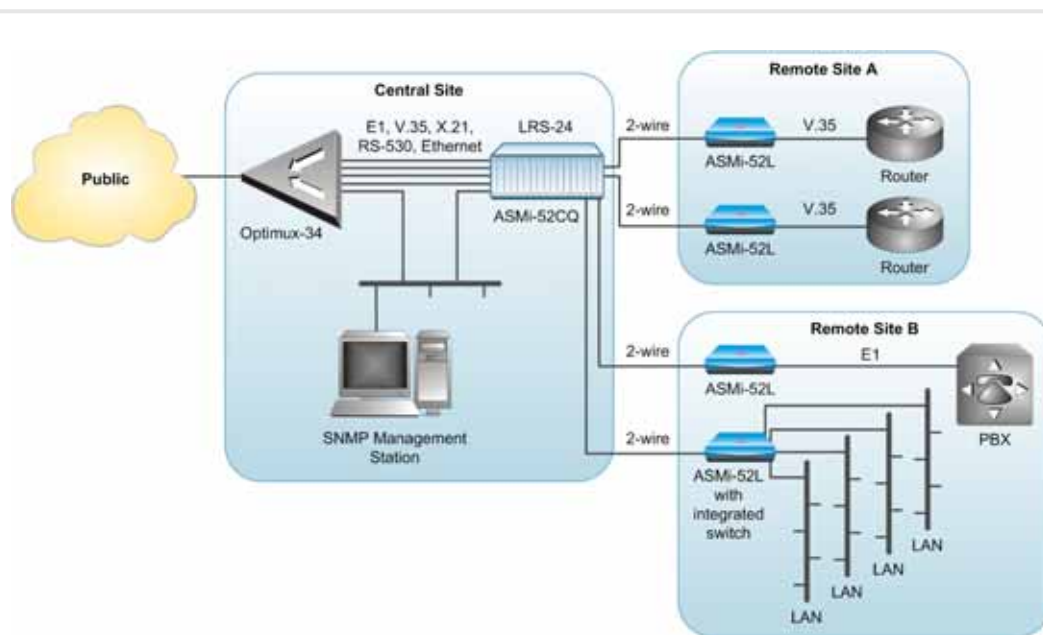 Public
Central Site
E1, V.35, X.21,
RS-530, Ethernet
LRS-24
Optimux-34
ASMi-52CQ
SNMP Management
Station
Remote Site A
2-wire
ASMi-52L
V.35
Router
2-wire
ASMi-52L
V.35
Router
Remote Site B
2-wire
ASMi-52L
E1
PBX
2-wire
ASMi-52L
with
integrated
switch
LAN
LAN
LAN
LAN